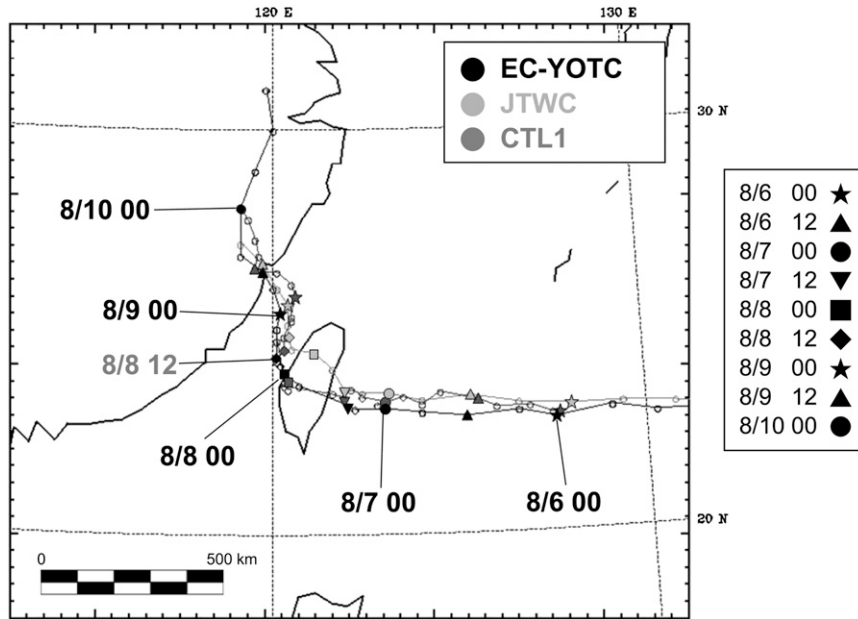 120 E
130 E
EC-YOTC
JTWC
CTL1
30 N
8/10 00
8/9 00
8/8 12
8/8 00
8/7 00
8/6 00
20 N
0
500 km
8/6 00
8/6 12
8/7 00
8/7 12
8/8 00
8/8 12
8/9 00
8/9 12
8/10 00